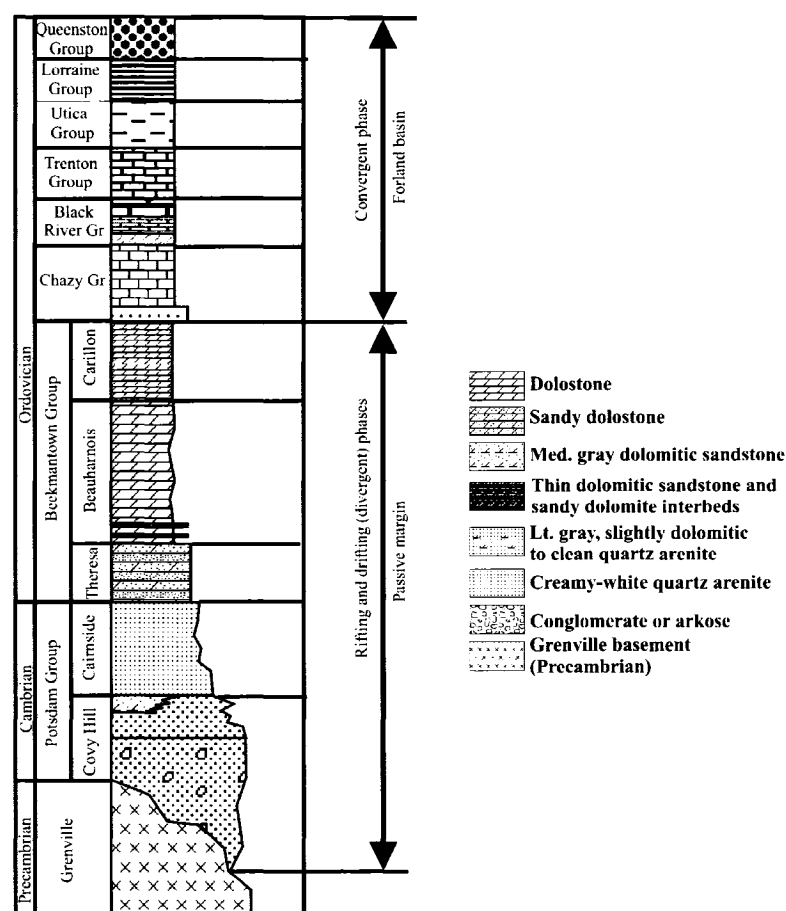 Queenston
Group
Lorraine
Group
Utica
Group
Trenton
Group
Black
River Gr
Chazy Gr
Ordovician
Beekmantown Group
Carillon
Beauharnois
Theresa
Cambrian
Potsdam Group
Cairnside
Covy Hill
Precambrian
Grenville
Convergent phase
Forland basin
Rifting and drifting (divergent) phases
Passive margin
Dolostone
Sandy dolostone
Med. gray dolomitic sandstone
Thin dolomitic sandstone and
sandy dolomite interbeds
Lt. gray, slightly dolomitic
to clean quartz arenite
Creamy-white quartz arenite
Conglomerate or arkose
Grenville basement
(Precambrian)